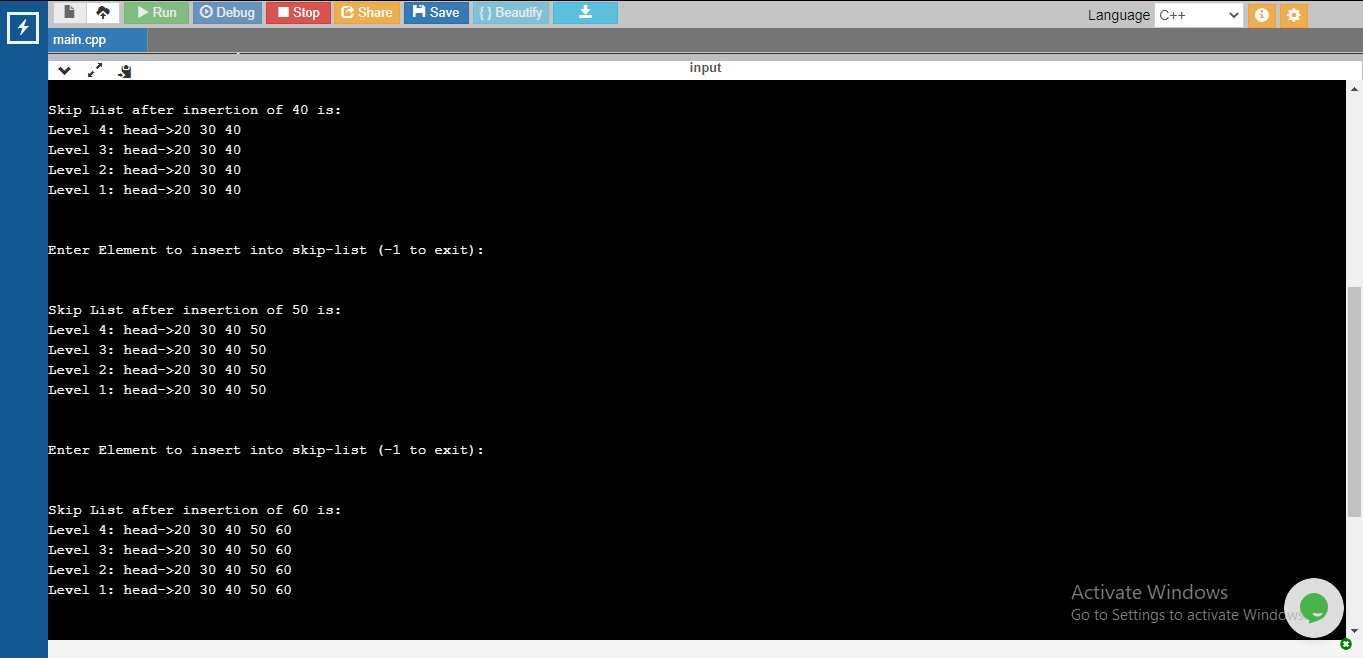 Run Debug Stop Share Save { } Beautify Language C++
main.cpp
input
Skip List after insertion of 40 is:
Level 4: head->20 30 40
Level 3: head->20 30 40
Level 2: head->20 30 40
Level 1: head->20 30 40
Enter Element to insert into skip-list (-1 to exit):
Skip List after insertion of 50 is:
Level 4: head->20 30 40 50
Level 3: head->20 30 40 50
Level 2: head->20 30 40 50
Level 1: head->20 30 40 50
Enter Element to insert into skip-list (-1 to exit):
Skip List after insertion of 60 is:
Level 4: head->20 30 40 50 60
Level 3: head->20 30 40 50 60
Level 2: head->20 30 40 50 60
Level 1: head->20 30 40 50 60
Activate Windows
Go to Settings to activate Windows.